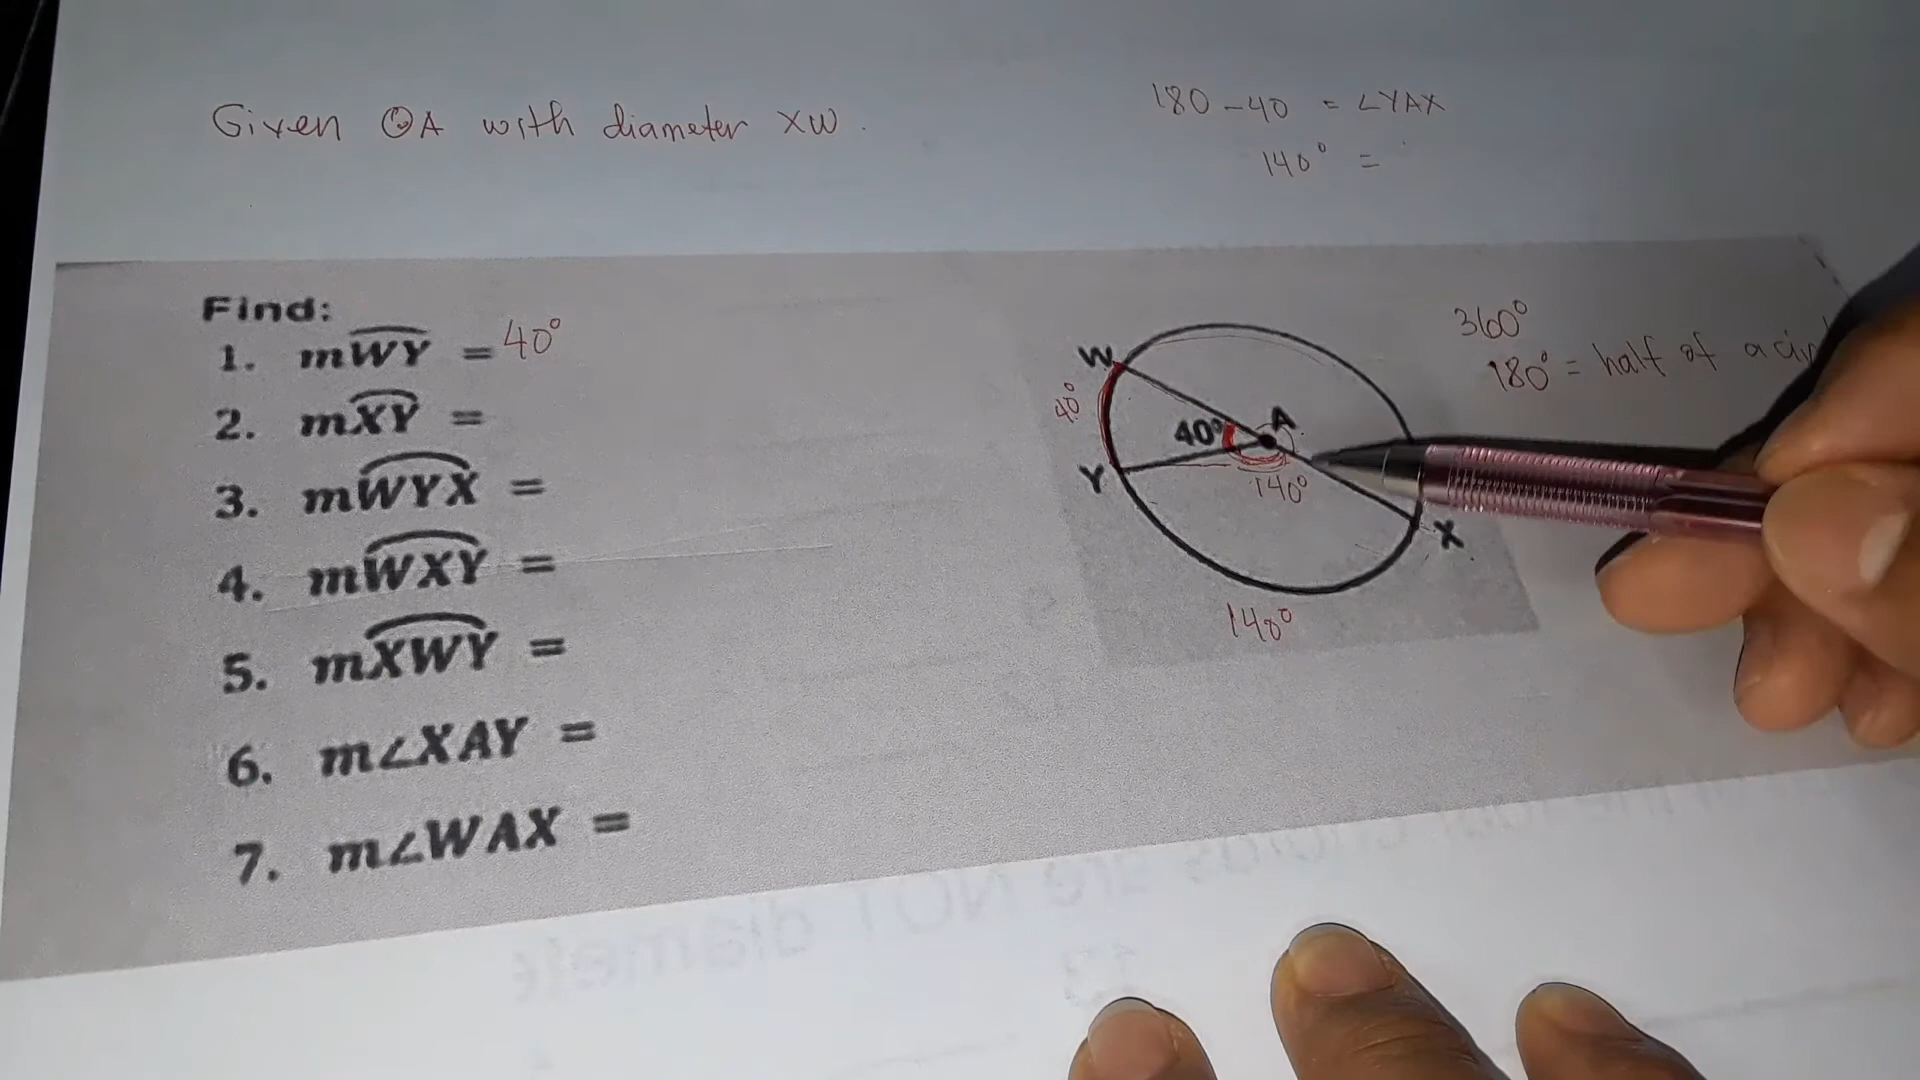 Given ⊙A with diameter XW.
180 - 40 = ∠YAX
140° =
Find:
1. mWY = 40°
2. mXY =
3. mWYX =
4. mWXY =
5. mXWY =
6. m∠XAY =
7. m∠WAX =
W
40°
40°
A
Y
140°
X
140°
360°
180° = half of a